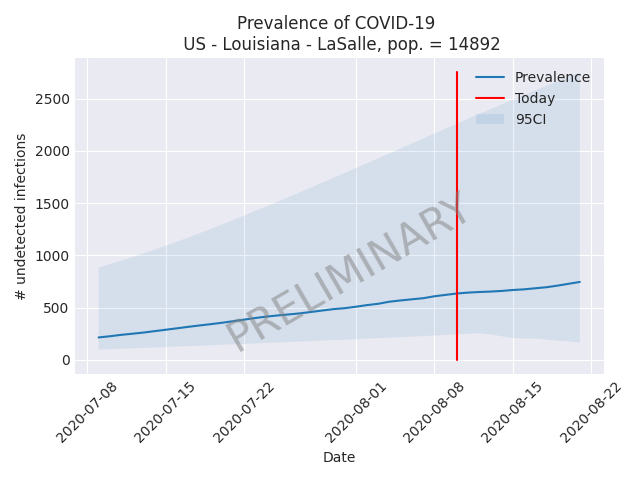 Prevalence of COVID-19
US - Louisiana - LaSalle, pop. = 14892
Prevalence
Today
95CI
2500
2000
1500
1000
500
0
# undetected infections
PRELIMINARY
2020-07-08
2020-07-15
2020-07-22
2020-08-01
2020-08-08
2020-08-15
2020-08-22
Date